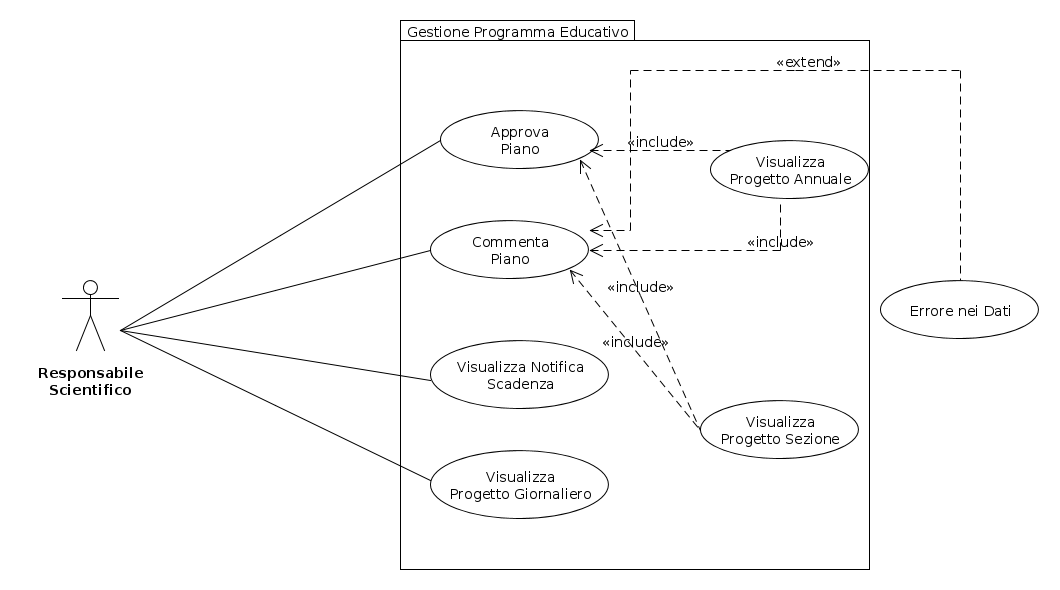 Gestione Programma Educativo
«extend»
Approva
Piano
«include»
Visualizza
Progetto Annuale
Commenta
Piano
«include»
«include»
Errore nei Dati
«include»
Responsabile
Scientifico
Visualizza Notifica
Scadenza
Visualizza
Progetto Sezione
Visualizza
Progetto Giornaliero